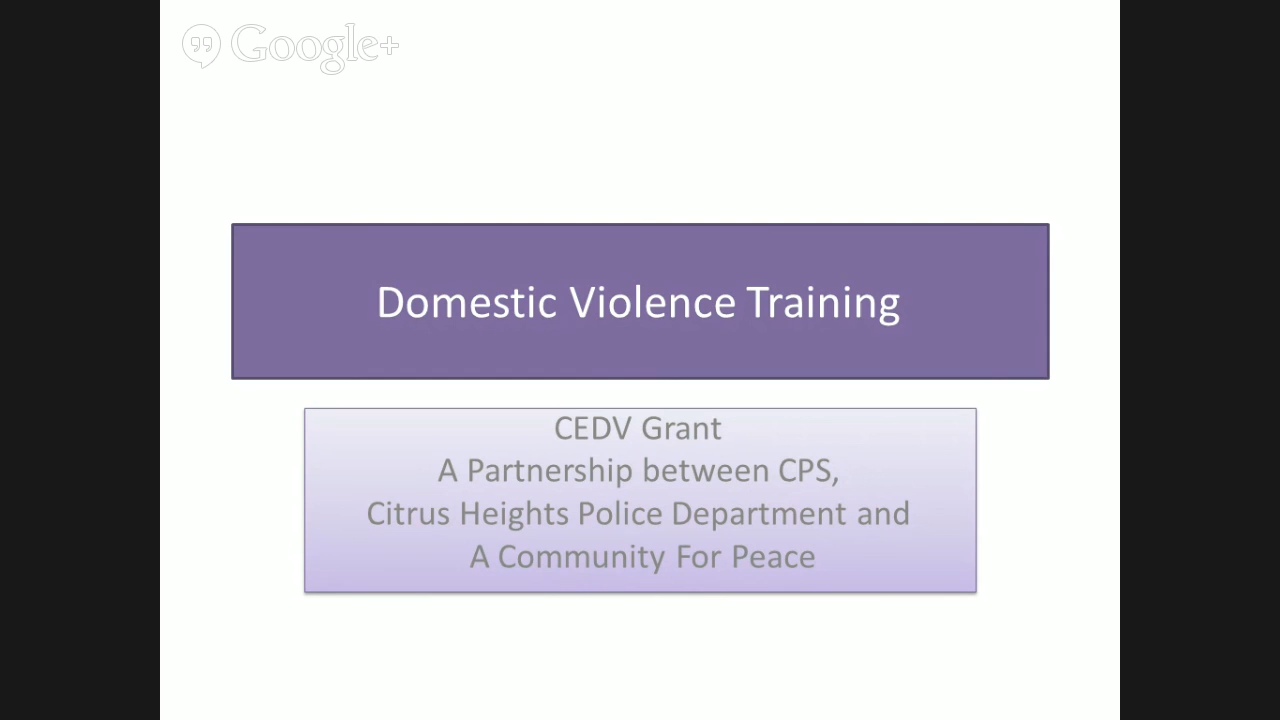 Google+
Domestic Violence Training
CEDV Grant
A Partnership between CPS,
Citrus Heights Police Department and
A Community For Peace